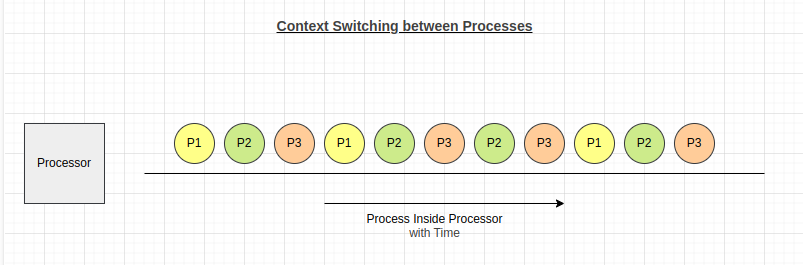 Context Switching between Processes
Processor
P1 P2 P3 P1 P2 P3 P2 P3 P1 P2 P3
Process Inside Processor
with Time